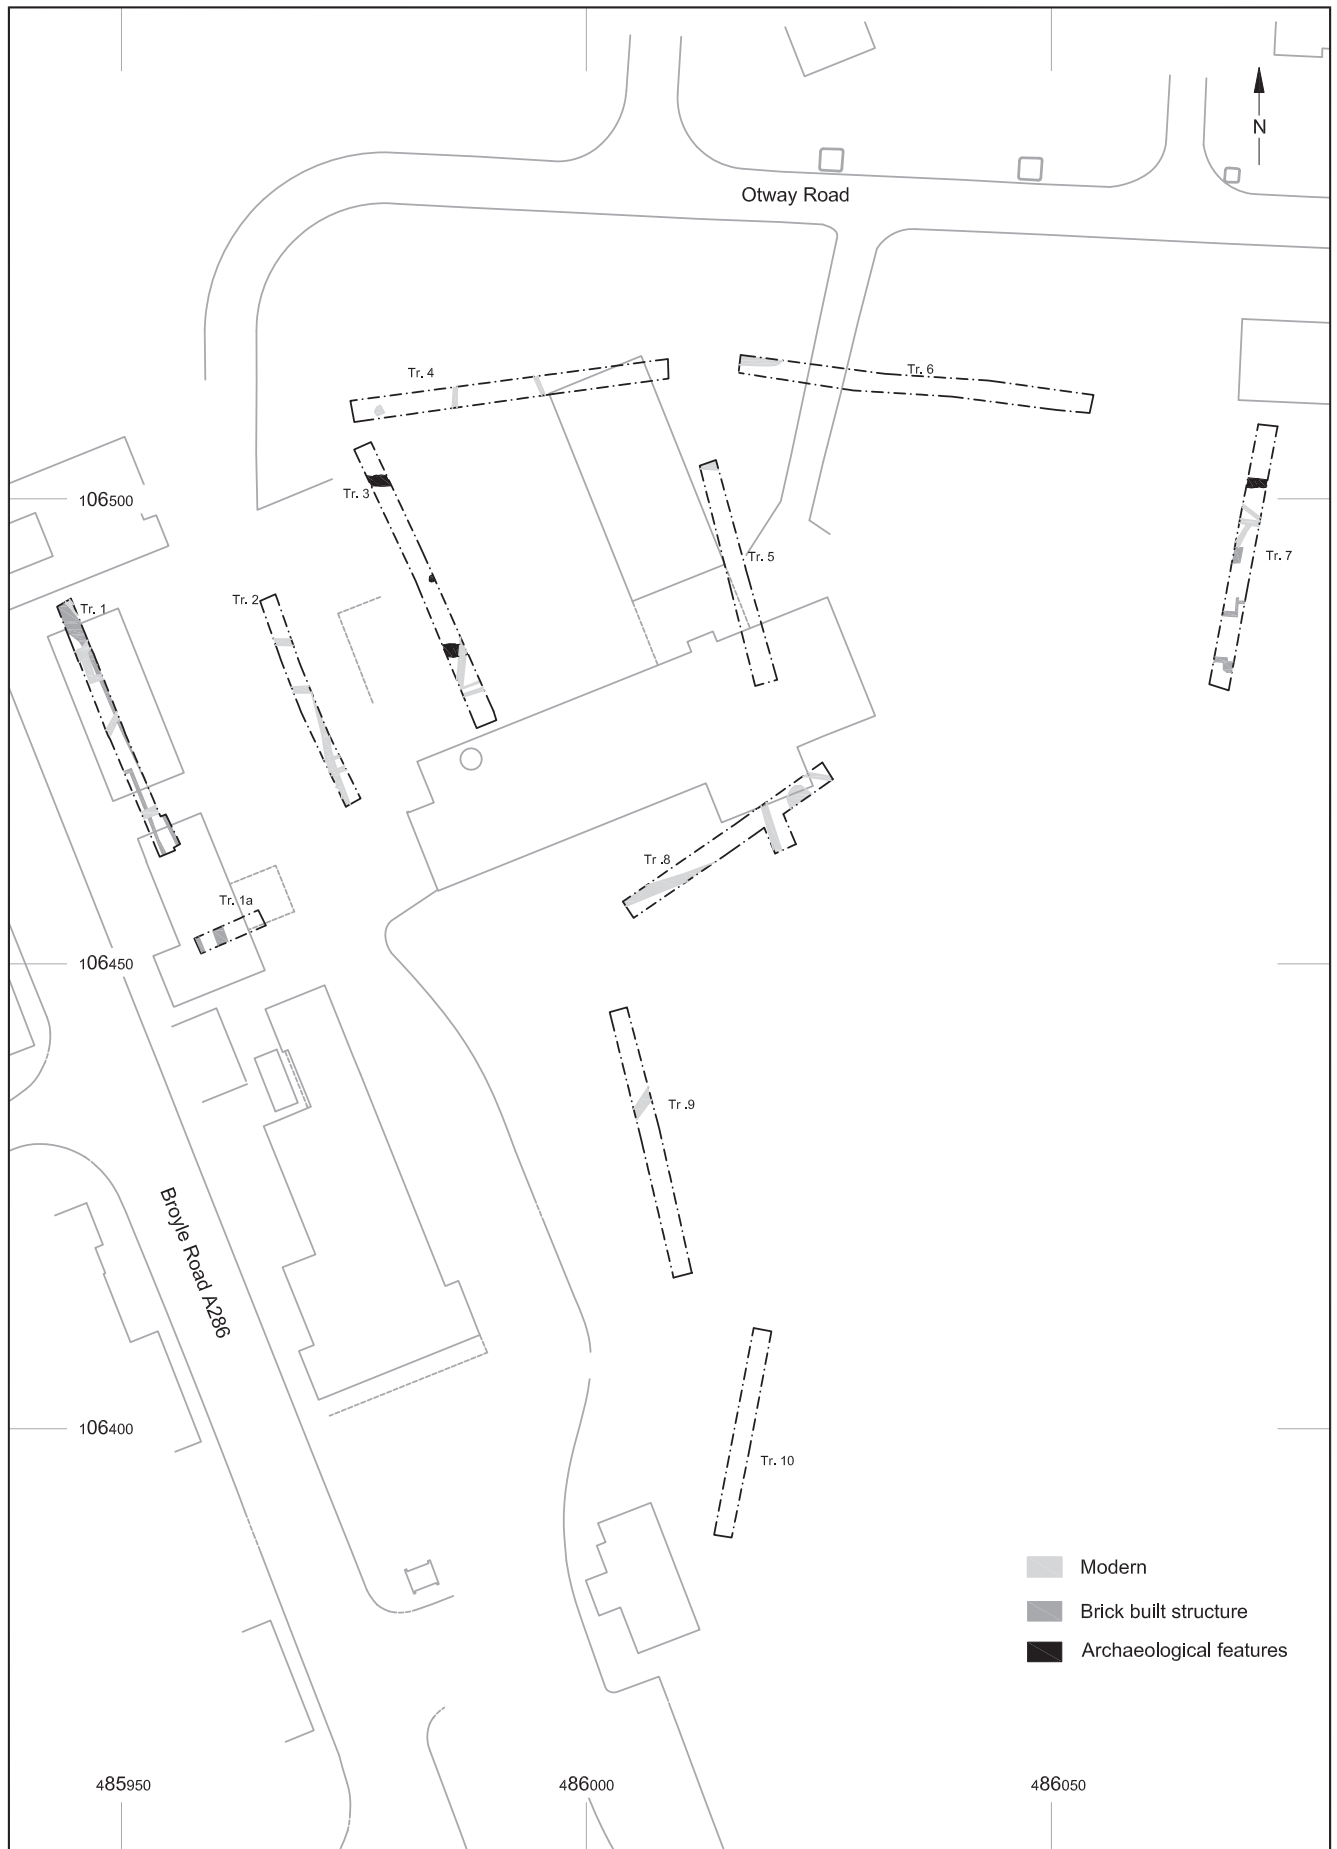 N
Otway Road
Tr. 4
Tr. 6
Tr. 3
106500
Tr. 5
Tr. 7
Tr. 1
Tr. 2
Tr .8
Tr. 1a
106450
Tr .9
Broyle Road A286
106400
Tr. 10
Modern
Brick built structure
Archaeological features
485950
486000
486050